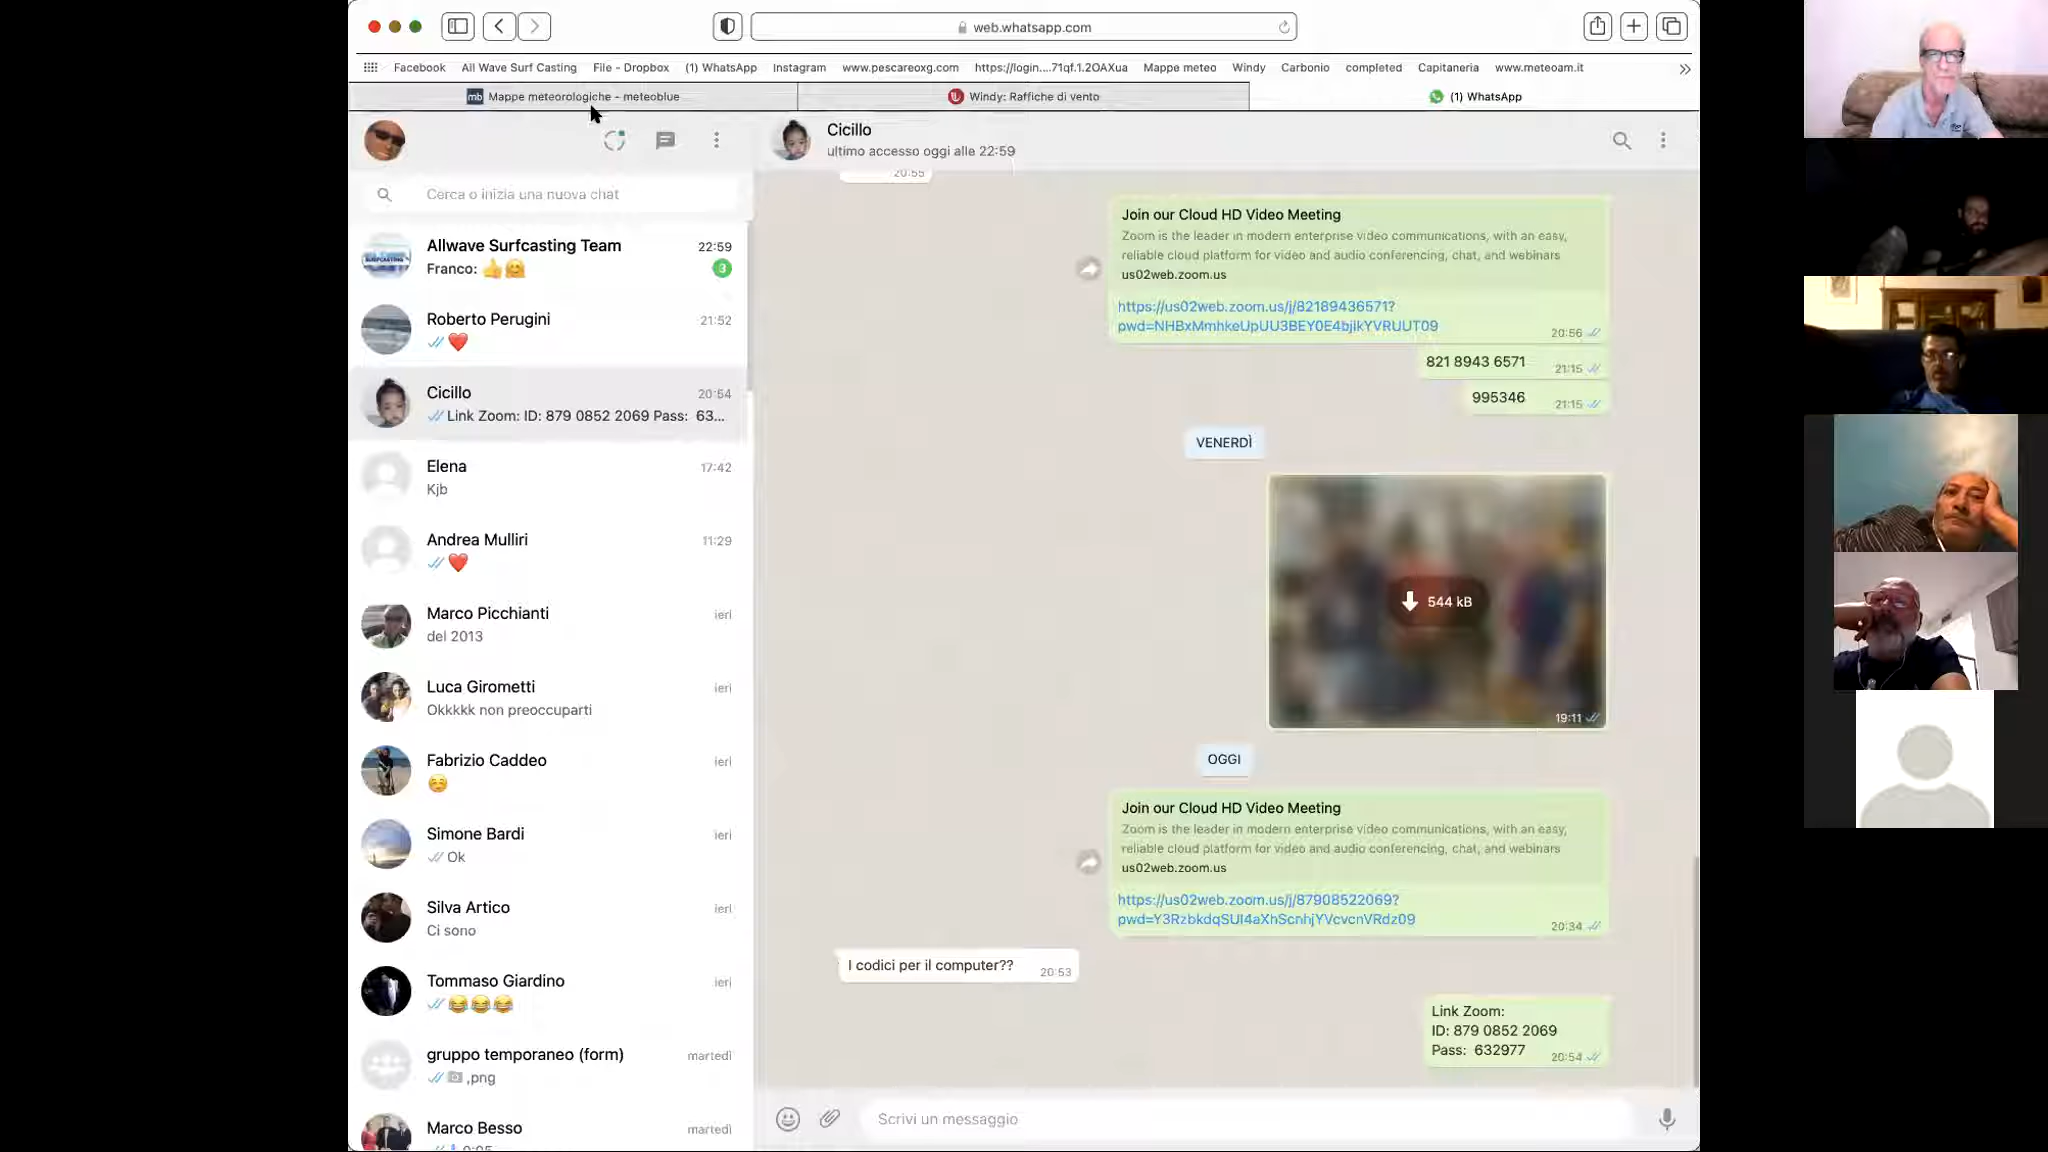 web.whatsapp.com
Facebook All Wave Surf Casting File - Dropbox (1) WhatsApp Instagram www.pescareoxg.com https://login....71qf.1.2OAXua Mappe meteo Windy Carbonio completed Capitaneria www.meteoam.it
mb Mappe meteorologiche - meteoblue
Windy: Raffiche di vento
(1) WhatsApp
Cerca o inizia una nuova chat
Allwave Surfcasting Team 22:59
Franco: 👍🤗 3
Roberto Perugini 21:52
❤️
Cicillo 20:54
Link Zoom: ID: 879 0852 2069 Pass: 63...
Elena 17:42
Kjb
Andrea Mulliri 11:29
❤️
Marco Picchianti ieri
del 2013
Luca Girometti ieri
Okkkkk non preoccuparti
Fabrizio Caddeo ieri
☺️
Simone Bardi ieri
Ok
Silva Artico ieri
Ci sono
Tommaso Giardino ieri
😂😂😂
gruppo temporaneo (form) martedì
,png
Marco Besso martedì
Cicillo
ultimo accesso oggi alle 22:59
20:55
Join our Cloud HD Video Meeting
Zoom is the leader in modern enterprise video communications, with an easy,
reliable cloud platform for video and audio conferencing, chat, and webinars
us02web.zoom.us
https://us02web.zoom.us/j/82189436571?
pwd=NHBxMmhkeUpUU3BEY0E4bjlkYVRUUT09 20:56
821 8943 6571 21:15
995346 21:15
VENERDÌ
544 kB
19:11
OGGI
Join our Cloud HD Video Meeting
Zoom is the leader in modern enterprise video communications, with an easy,
reliable cloud platform for video and audio conferencing, chat, and webinars
us02web.zoom.us
https://us02web.zoom.us/j/87908522069?
pwd=Y3RzbkdqSUI4aXhScnhjYVcvcnVRdz09 20:34
I codici per il computer?? 20:53
Link Zoom:
ID: 879 0852 2069
Pass: 632977 20:54
Scrivi un messaggio